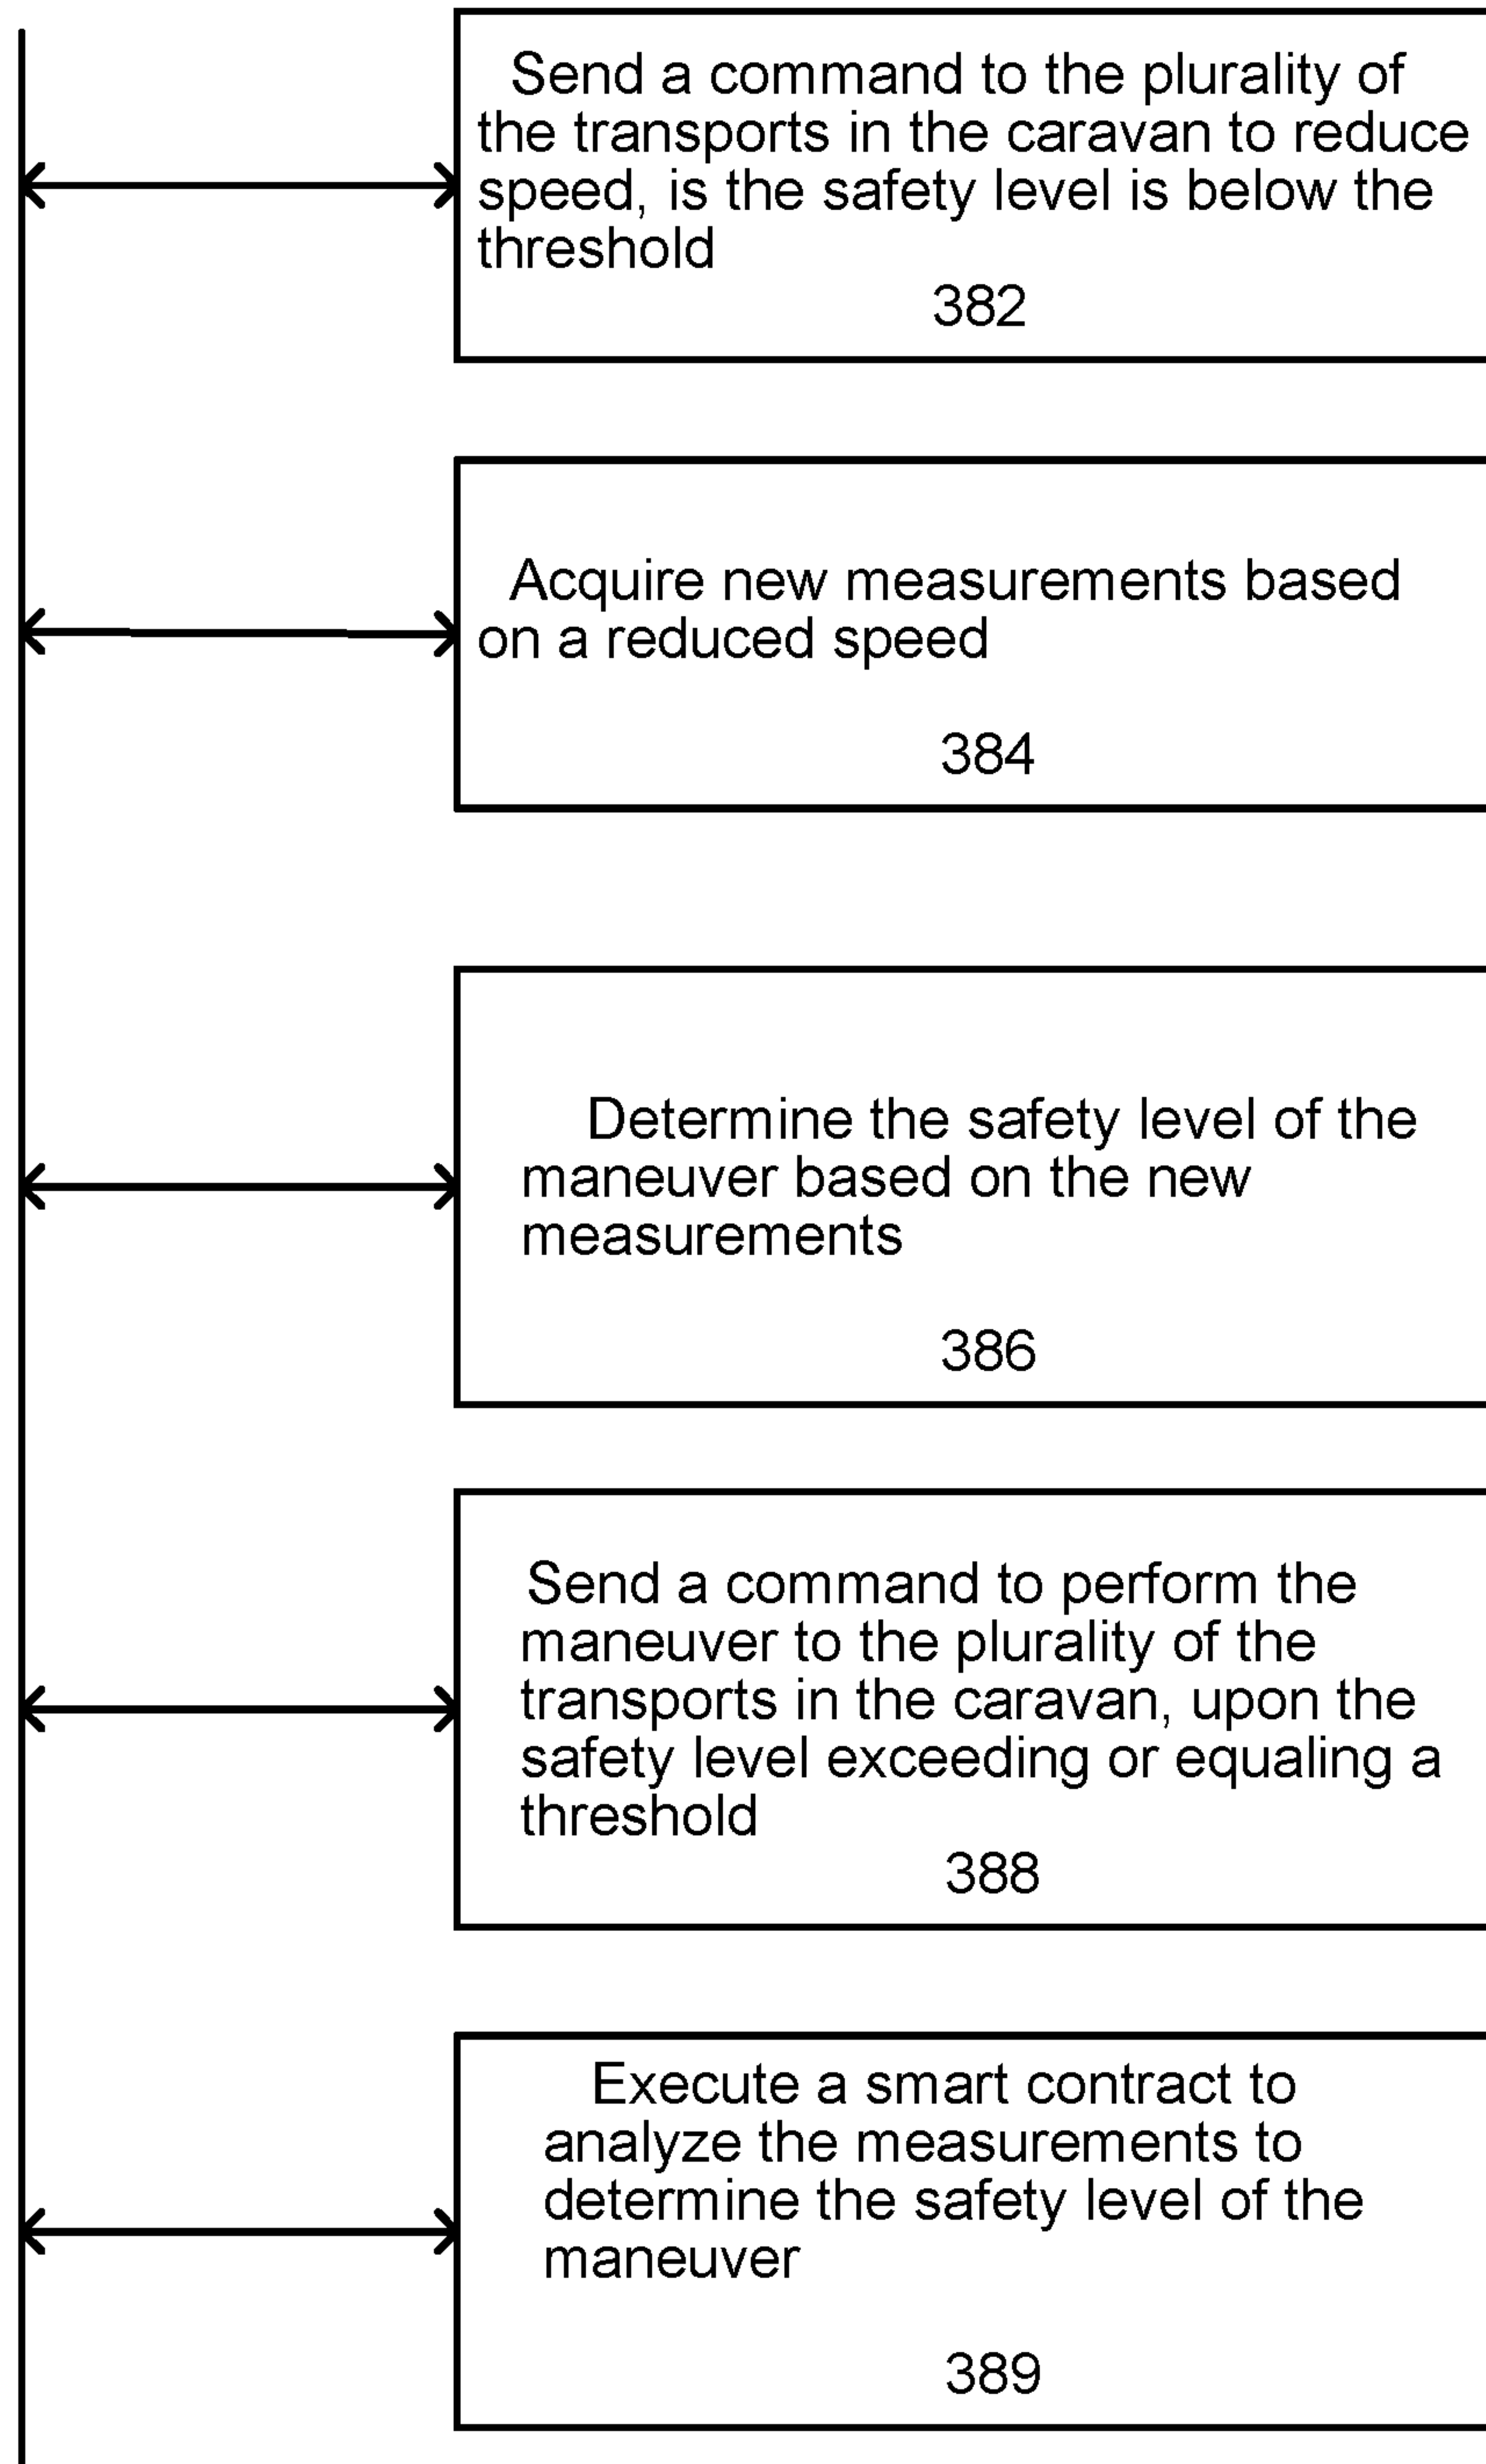 Send a command to the plurality of
the transports in the caravan to reduce
speed, is the safety level is below the
threshold
382
Acquire new measurements based
on a reduced speed
384
Determine the safety level of the
maneuver based on the new
measurements
386
Send a command to perform the
maneuver to the plurality of the
transports in the caravan, upon the
safety level exceeding or equaling a
threshold
388
Execute a smart contract to
analyze the measurements to
determine the safety level of the
maneuver
389